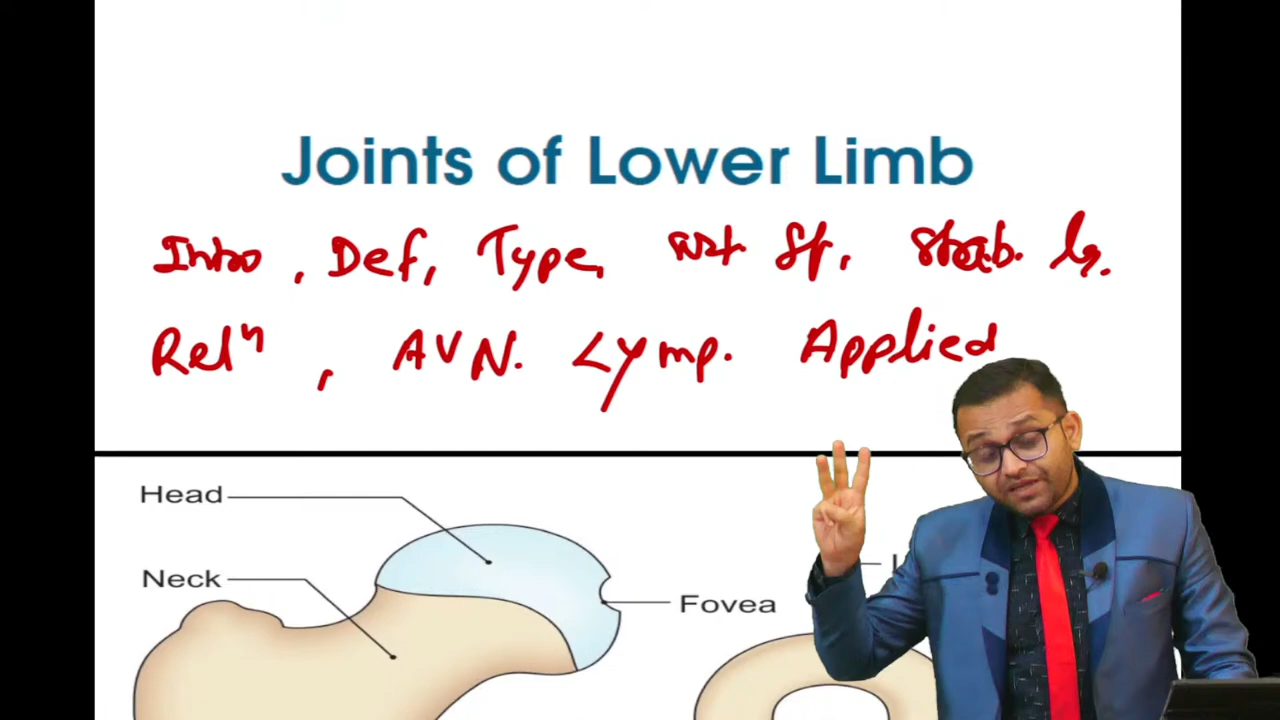 Joints of Lower Limb
Intro, Def, Type, Art Sf, Stab. lig.
Relⁿ, AVN. Lymp. Applied
Head
Neck
Fovea